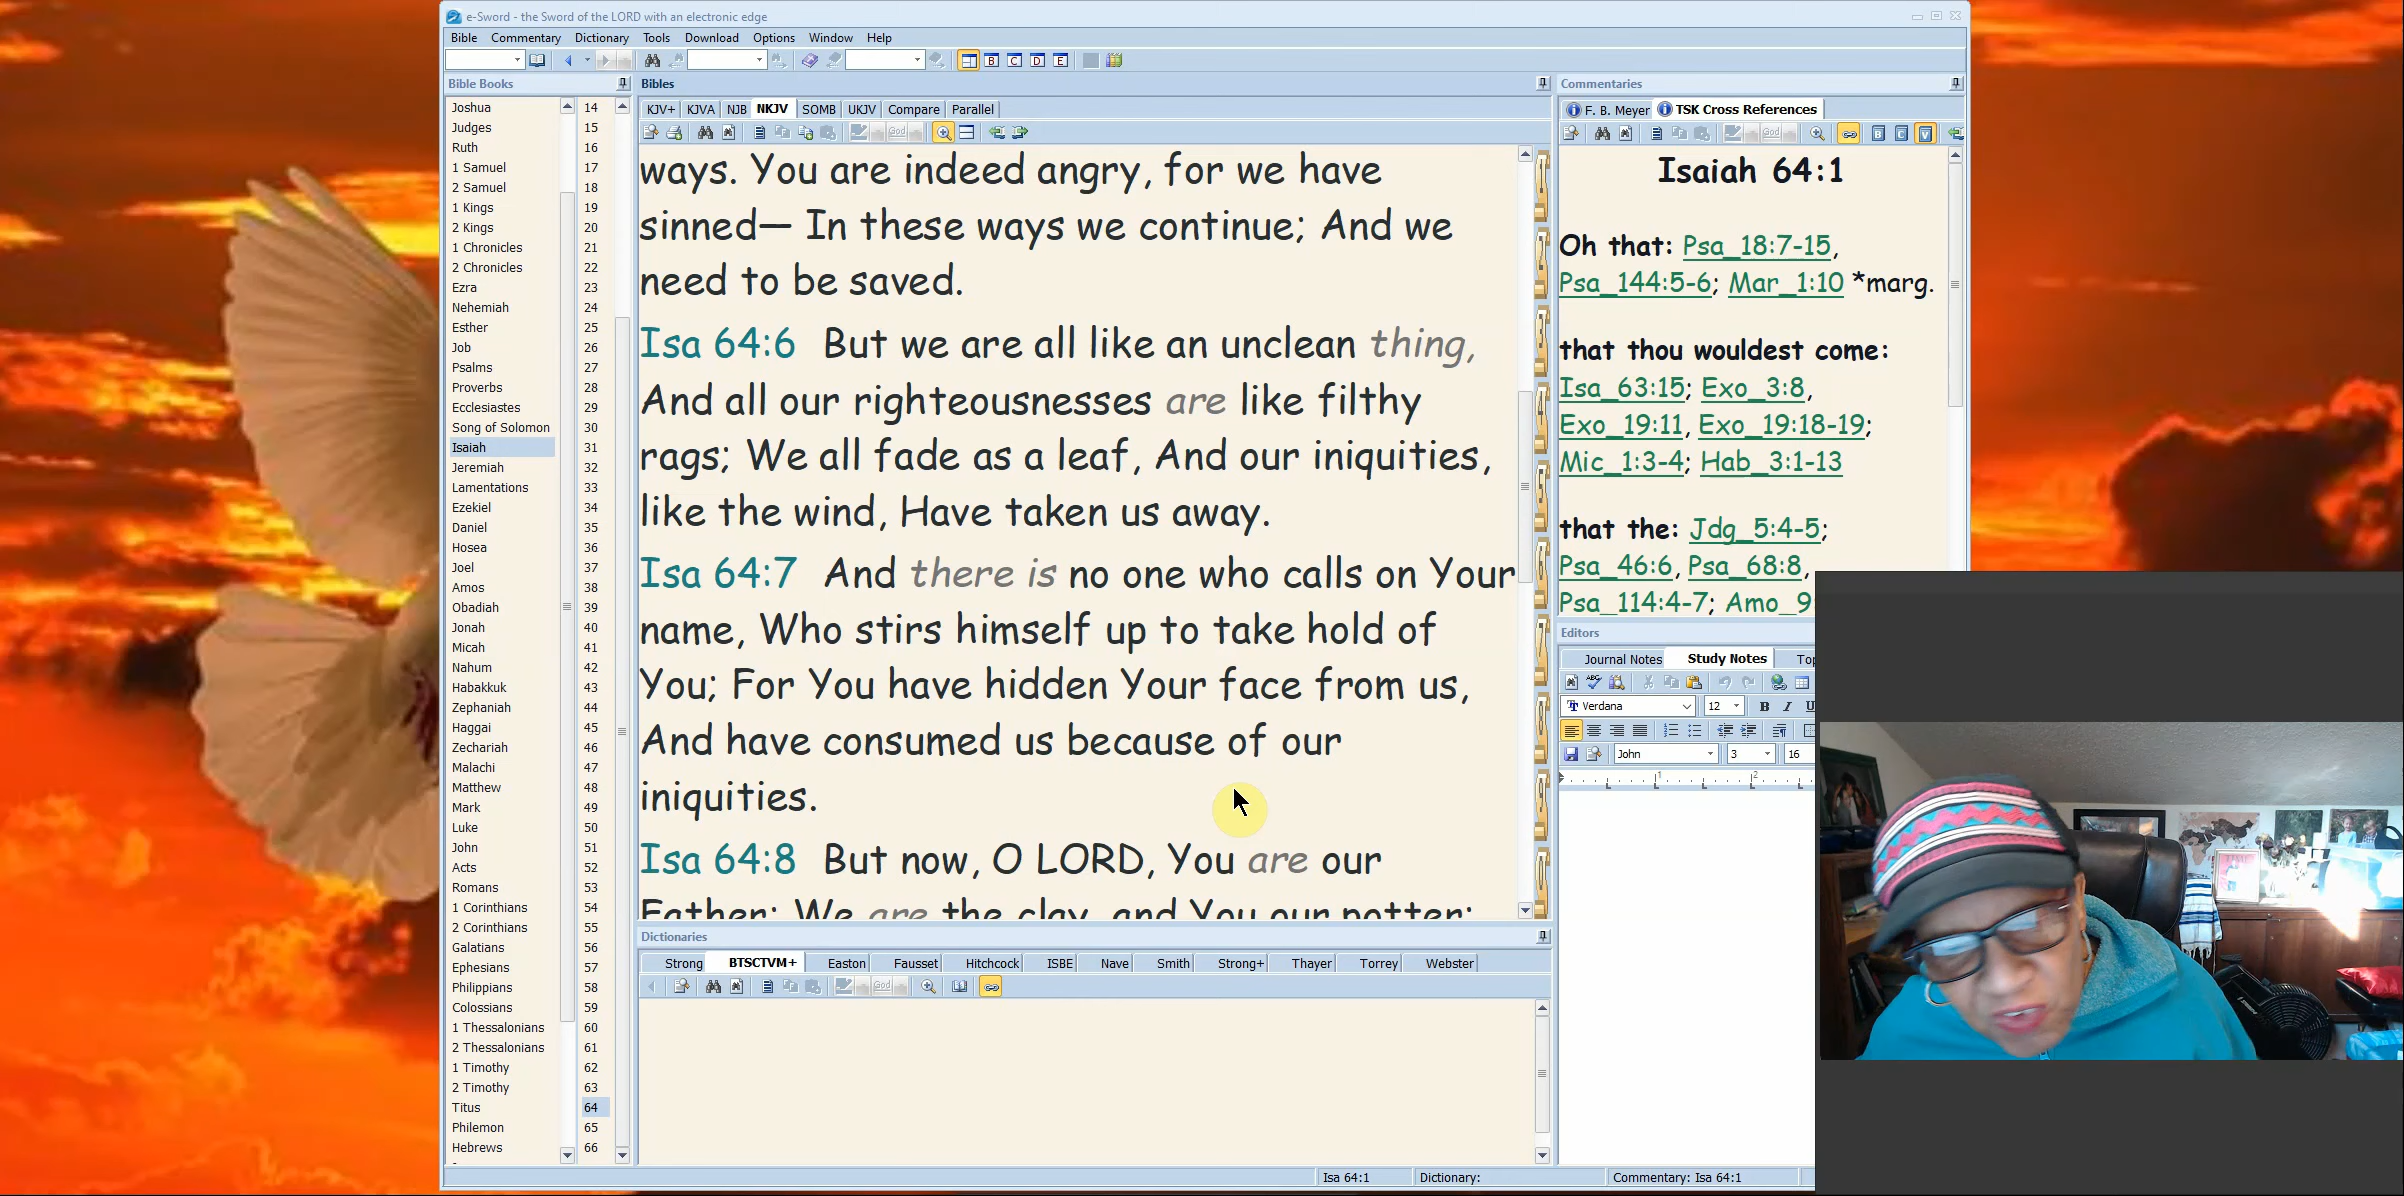 e-Sword - the Sword of the LORD with an electronic edge
Bible Commentary Dictionary Tools Download Options Window Help
B C D E
Bible Books
Joshua
Judges
Ruth
1 Samuel
2 Samuel
1 Kings
2 Kings
1 Chronicles
2 Chronicles
Ezra
Nehemiah
Esther
Job
Psalms
Proverbs
Ecclesiastes
Song of Solomon
Isaiah
Jeremiah
Lamentations
Ezekiel
Daniel
Hosea
Joel
Amos
Obadiah
Jonah
Micah
Nahum
Habakkuk
Zephaniah
Haggai
Zechariah
Malachi
Matthew
Mark
Luke
John
Acts
Romans
1 Corinthians
2 Corinthians
Galatians
Ephesians
Philippians
Colossians
1 Thessalonians
2 Thessalonians
1 Timothy
2 Timothy
Titus
Philemon
Hebrews
14
15
16
17
18
19
20
21
22
23
24
25
26
27
28
29
30
31
32
33
34
35
36
37
38
39
40
41
42
43
44
45
46
47
48
49
50
51
52
53
54
55
56
57
58
59
60
61
62
63
64
65
66
Bibles
KJV+ KJVA NJB NKJV SOMB UKJV Compare Parallel
God
ways. You are indeed angry, for we have
sinned— In these ways we continue; And we
need to be saved.
Isa 64:6 But we are all like an unclean thing,
And all our righteousnesses are like filthy
rags; We all fade as a leaf, And our iniquities,
like the wind, Have taken us away.
Isa 64:7 And there is no one who calls on Your
name, Who stirs himself up to take hold of
You; For You have hidden Your face from us,
And have consumed us because of our
iniquities.
Isa 64:8 But now, O LORD, You are our
Father; We are the clay, and You our potter;
Dictionaries
Strong BTSCTVM+ Easton Fausset Hitchcock ISBE Nave Smith Strong+ Thayer Torrey Webster
God
Commentaries
F. B. Meyer TSK Cross References
God B C V
Isaiah 64:1
Oh that: Psa_18:7-15,
Psa_144:5-6; Mar_1:10 *marg.
that thou wouldest come:
Isa_63:15; Exo_3:8,
Exo_19:11, Exo_19:18-19;
Mic_1:3-4; Hab_3:1-13
that the: Jdg_5:4-5;
Psa_46:6, Psa_68:8,
Psa_114:4-7; Amo_9
Editors
Journal Notes Study Notes Top
Verdana 12 B I U
John 3 16
1 2
Isa 64:1 Dictionary: Commentary: Isa 64:1